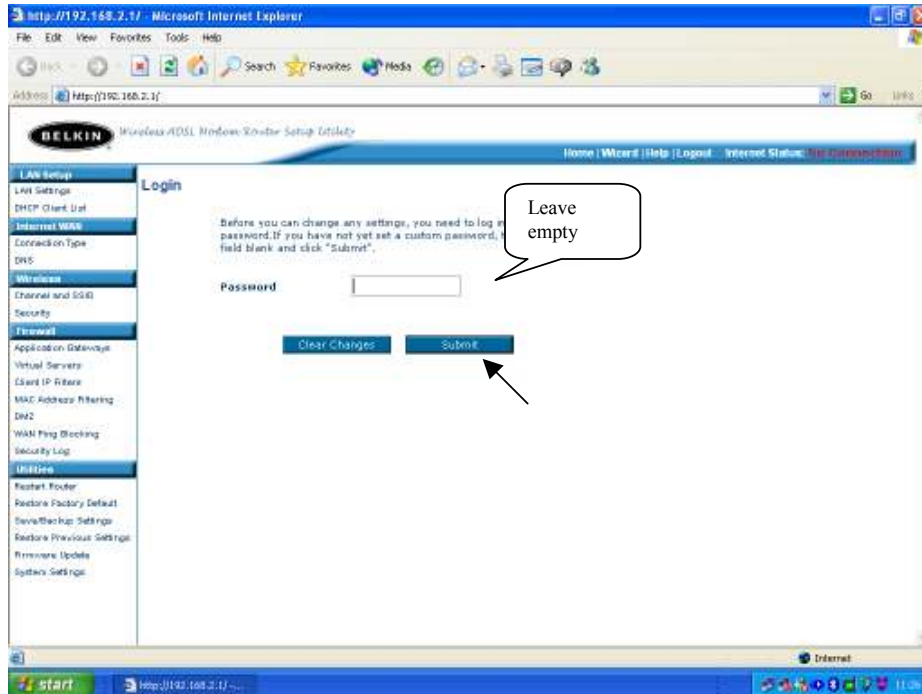 http://192.168.2.1/ - Microsoft Internet Explorer
File Edit View Favorites Tools Help
Back Search Favorites Media
Address http://192.168.2.1/ Go Links
BELKIN Wireless ADSL Modem Router Setup Utility
Home | Wizard | Help | Logout Internet Status: No Connection
LAN Setup
LAN Settings
DHCP Client List
Internet WAN
Connection Type
DNS
Wireless
Channel and SSID
Security
Firewall
Application Gateways
Virtual Servers
Client IP Filters
MAC Address Filtering
DMZ
WAN Ping Blocking
Security Log
Utilities
Restart Router
Restore Factory Default
Save/Backup Settings
Restore Previous Settings
Firmware Update
System Settings
Login
Before you can change any settings, you need to log in
password.If you have not yet set a custom password,
field blank and click "Submit".
Leave
empty
Password
Clear Changes Submit
Internet
start http://192.168.2.1/ -...